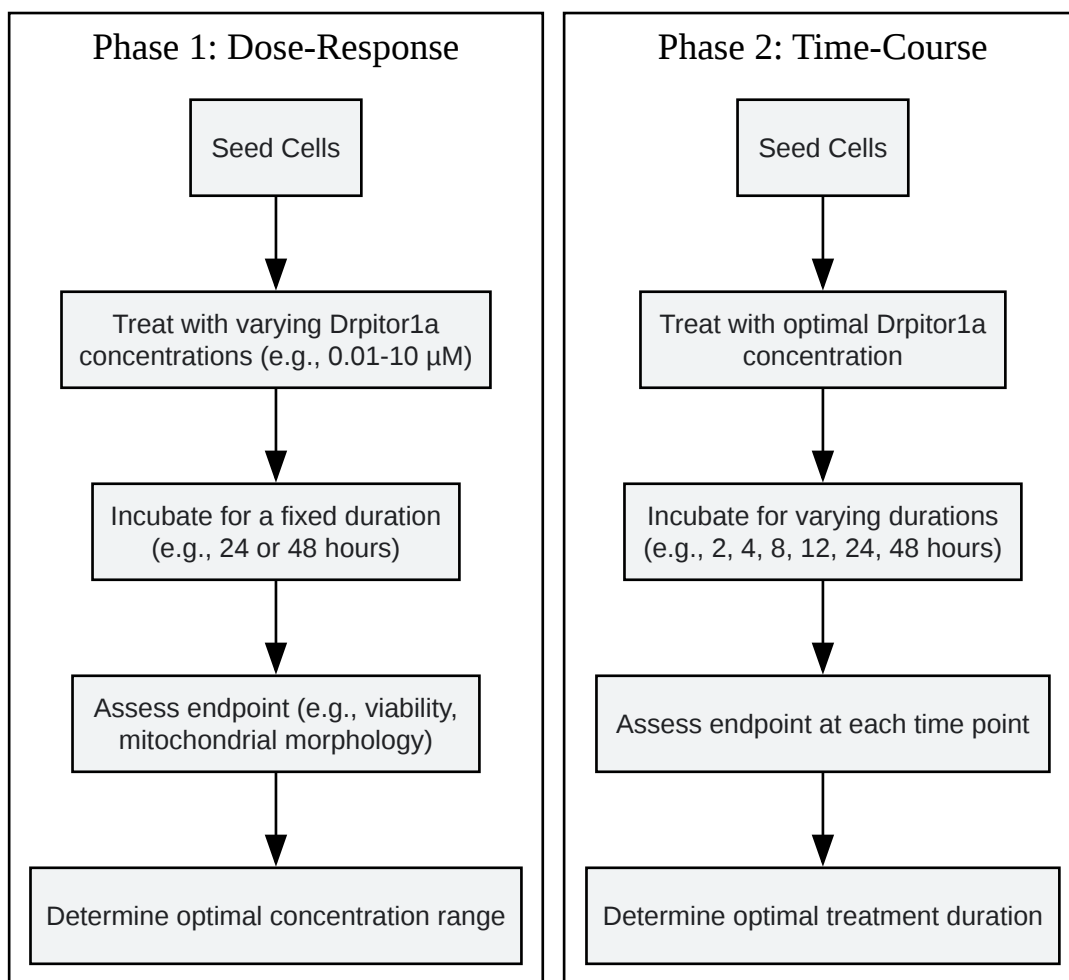 Phase 1: Dose-Response
Seed Cells
Treat with varying Drpitor1a
concentrations (e.g., 0.01-10 µM)
Incubate for a fixed duration
(e.g., 24 or 48 hours)
Assess endpoint (e.g., viability,
mitochondrial morphology)
Determine optimal concentration range
Phase 2: Time-Course
Seed Cells
Treat with optimal Drpitor1a
concentration
Incubate for varying durations
(e.g., 2, 4, 8, 12, 24, 48 hours)
Assess endpoint at each time point
Determine optimal treatment duration